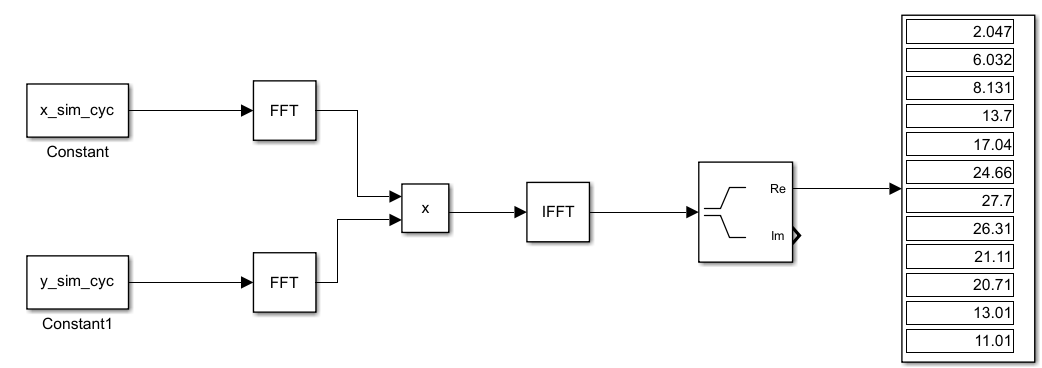 x_sim_cyc
Constant
FFT
y_sim_cyc
Constant1
FFT
x
IFFT
Re
Im
2.047
6.032
8.131
13.7
17.04
24.66
27.7
26.31
21.11
20.71
13.01
11.01